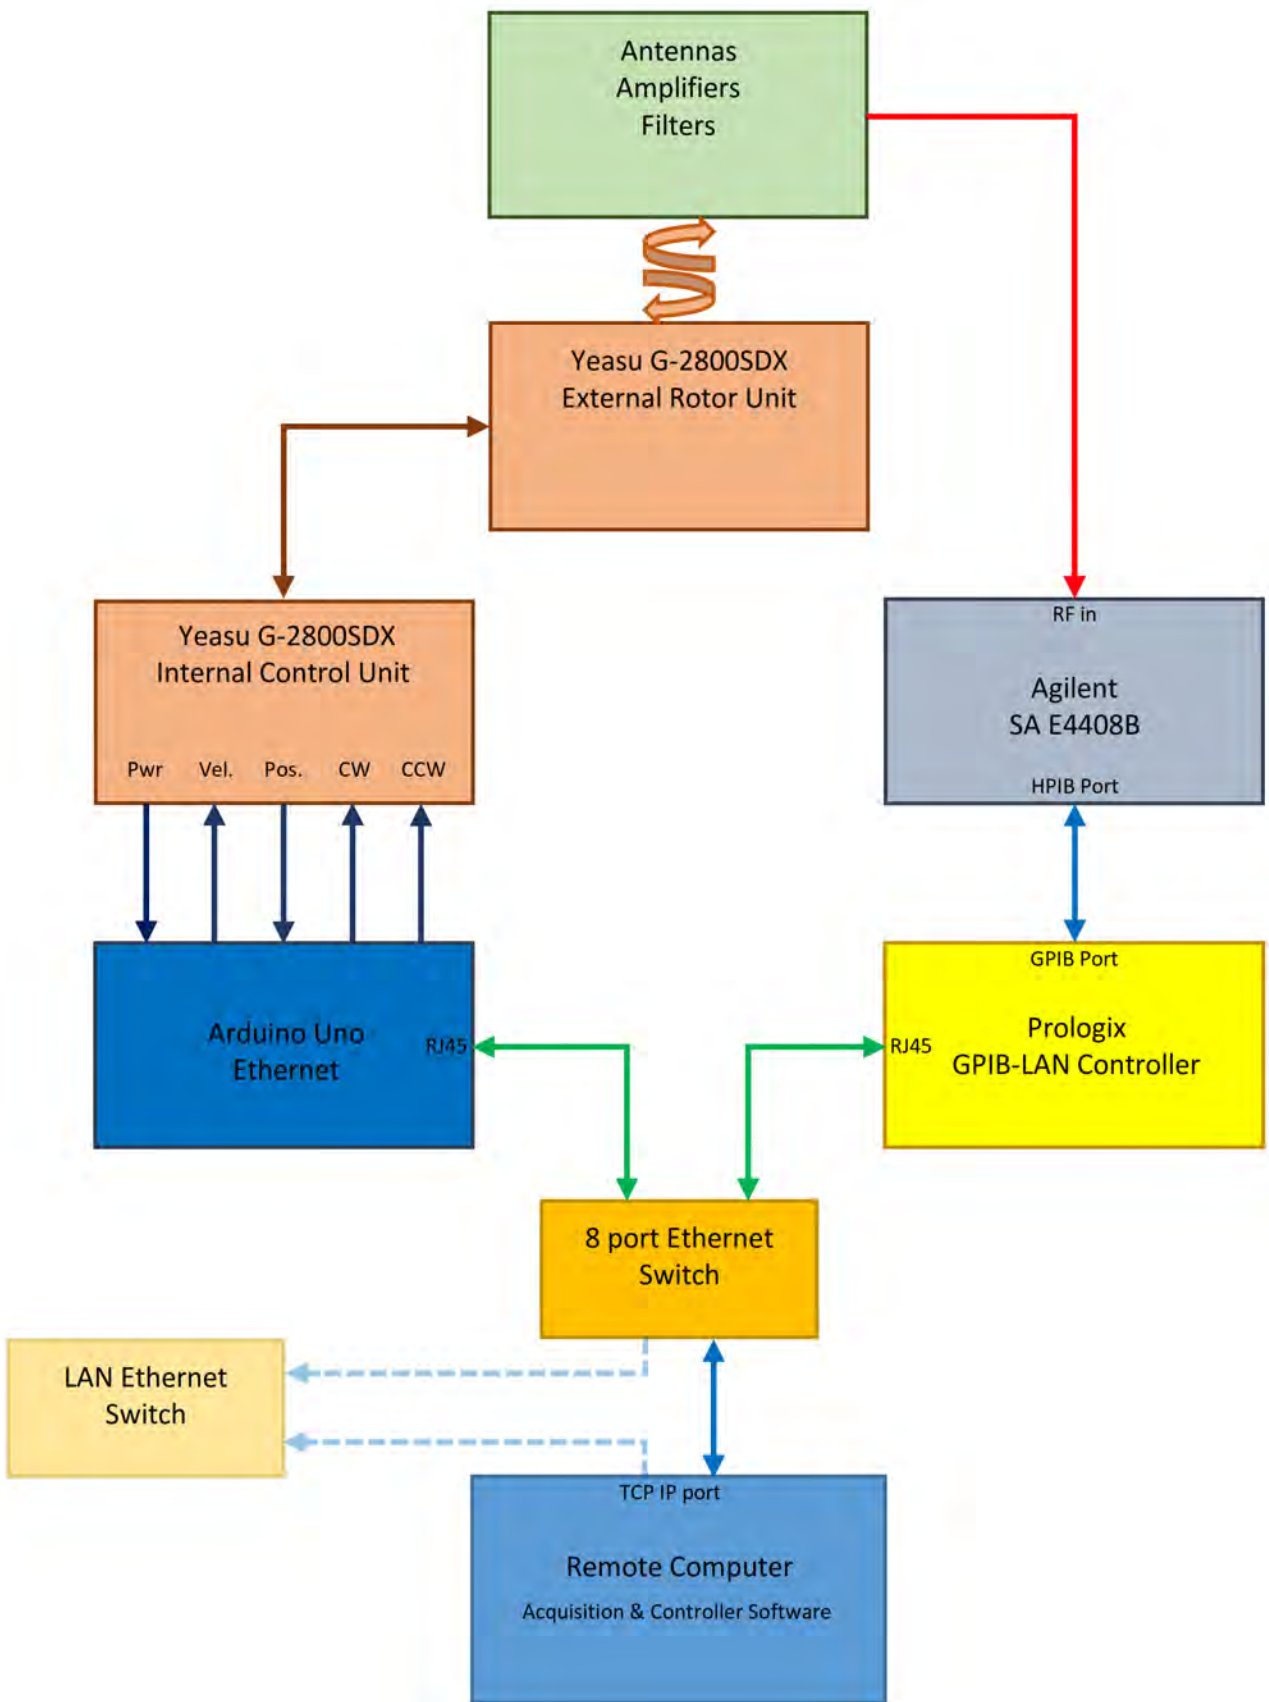 Antennas
Amplifiers
Filters
Yeasu G-2800SDX
External Rotor Unit
Yeasu G-2800SDX
Internal Control Unit
Pwr Vel. Pos. CW CCW
RF in
Agilent
SA E4408B
HPIB Port
Arduino Uno
Ethernet
RJ45
GPIB Port
RJ45
Prologix
GPIB-LAN Controller
8 port Ethernet
Switch
LAN Ethernet
Switch
TCP IP port
Remote Computer
Acquisition & Controller Software